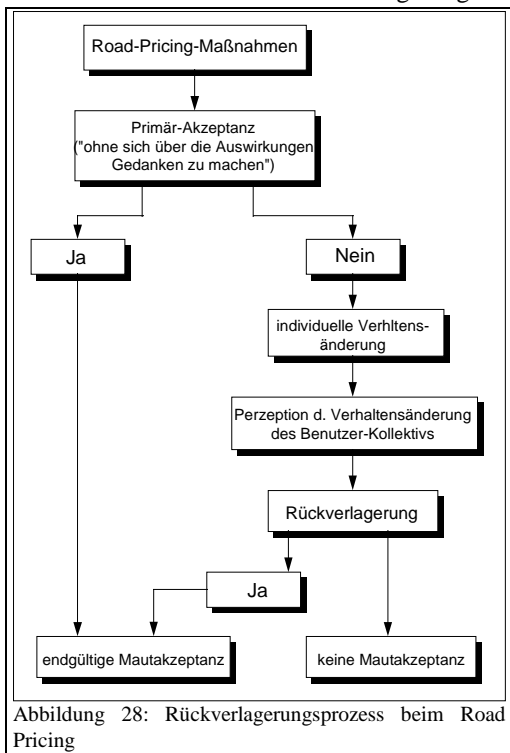 Road-Pricing-Maßnahmen
Primär-Akzeptanz
("ohne sich über die Auswirkungen
Gedanken zu machen")
Ja
Nein
individuelle Verhltens-
änderung
Perzeption d. Verhaltensänderung
des Benutzer-Kollektivs
Rückverlagerung
Ja
endgültige Mautakzeptanz
keine Mautakzeptanz
Abbildung 28: Rückverlagerungsprozess beim Road
Pricing